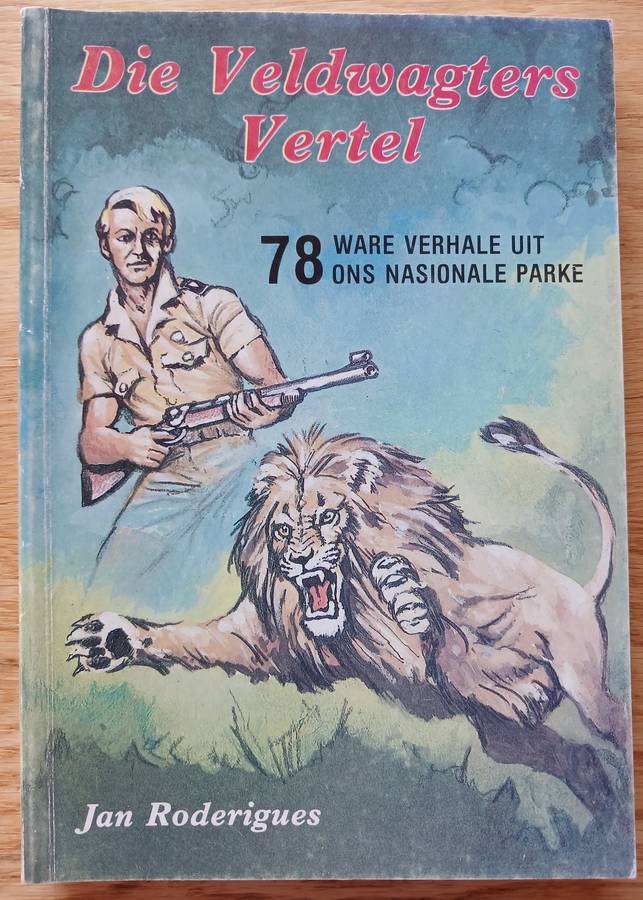 Die Veldwagters
Vertel
78 WARE VERHALE UIT
ONS NASIONALE PARKE
Jan Roderigues